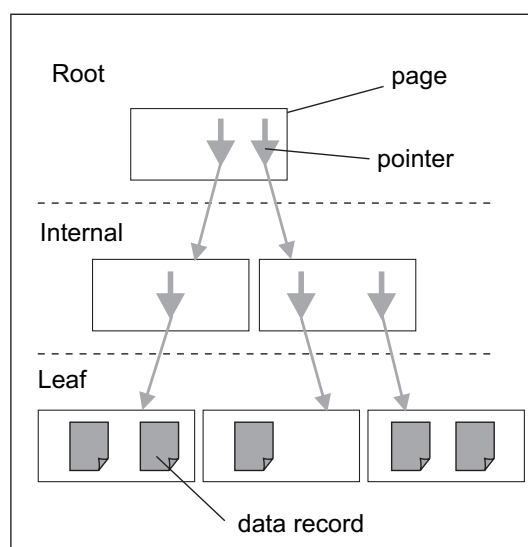 Root
page
pointer
Internal
Leaf
data record